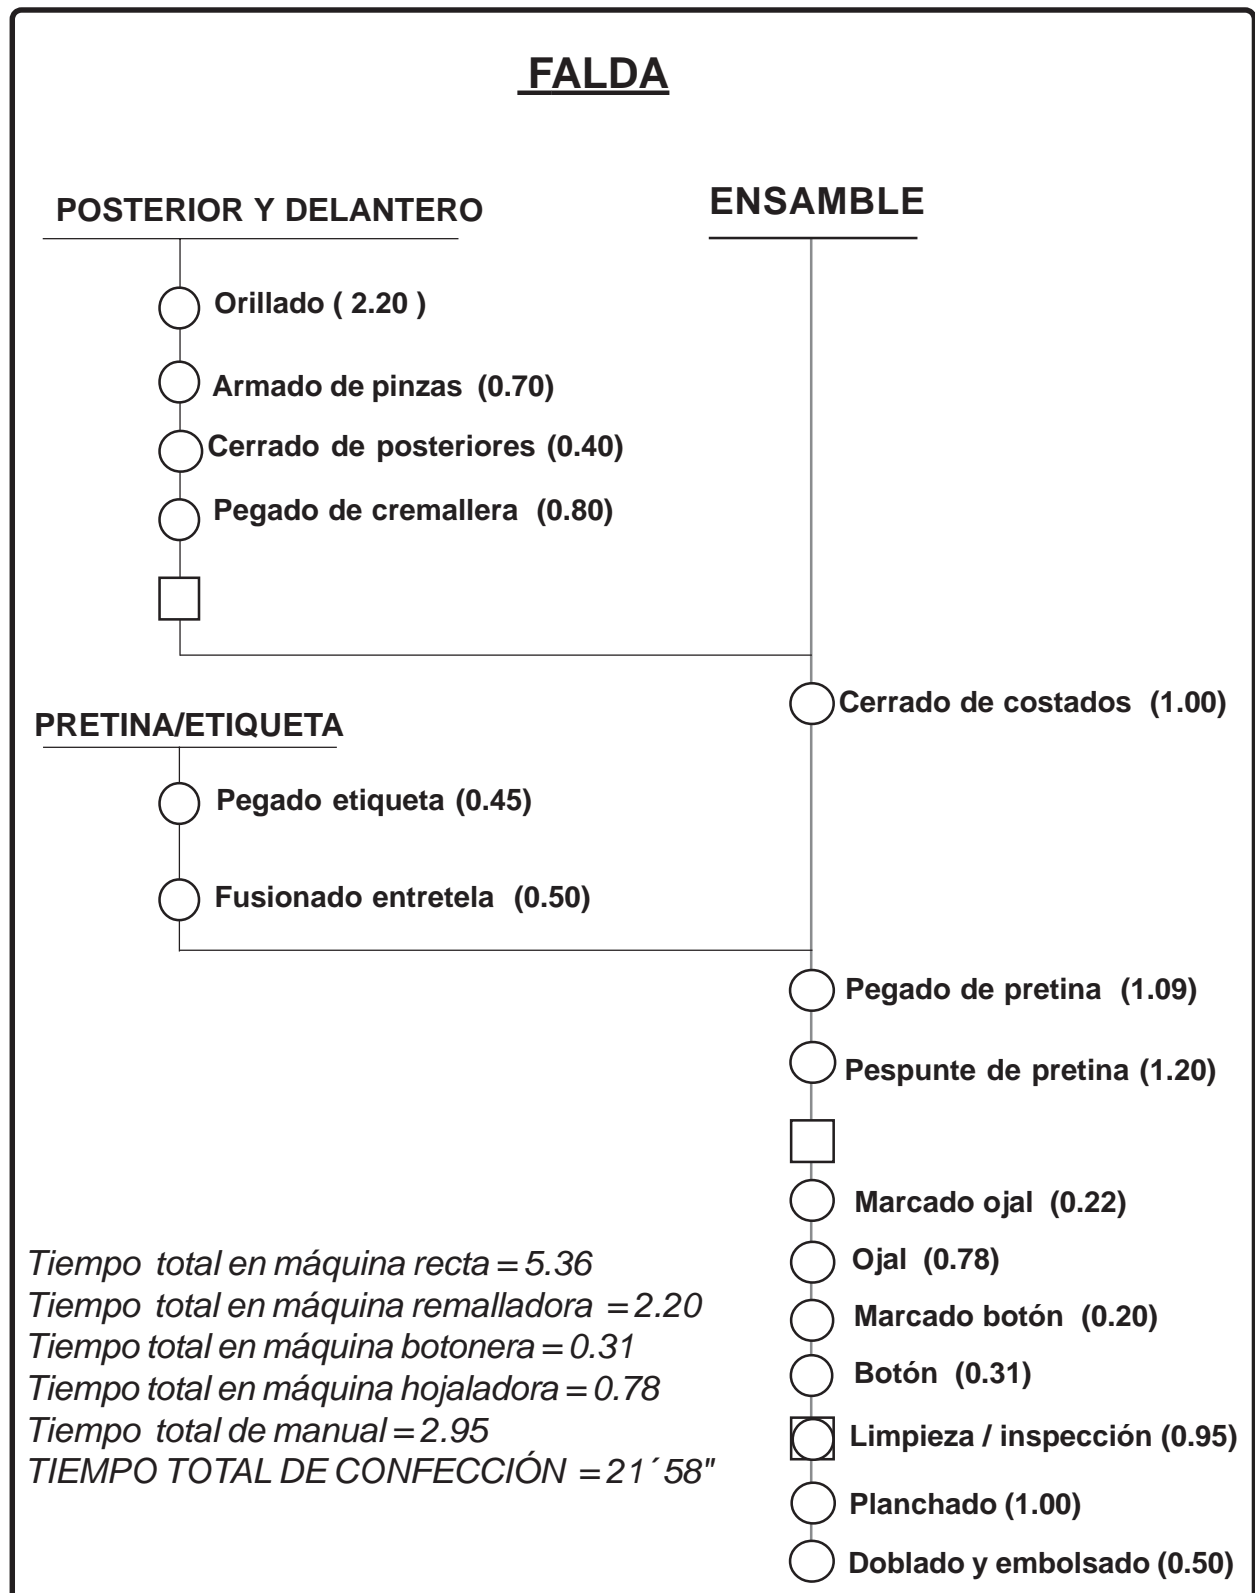 FALDA
POSTERIOR Y DELANTERO
Orillado ( 2.20 )
Armado de pinzas (0.70)
Cerrado de posteriores (0.40)
Pegado de cremallera (0.80)
ENSAMBLE
Cerrado de costados (1.00)
PRETINA/ETIQUETA
Pegado etiqueta (0.45)
Fusionado entretela (0.50)
Pegado de pretina (1.09)
Pespunte de pretina (1.20)
Marcado ojal (0.22)
Ojal (0.78)
Marcado botón (0.20)
Botón (0.31)
Limpieza / inspección (0.95)
Planchado (1.00)
Doblado y embolsado (0.50)
Tiempo total en máquina recta = 5.36
Tiempo total en máquina remalladora = 2.20
Tiempo total en máquina botonera = 0.31
Tiempo total en máquina hojaladora = 0.78
Tiempo total de manual = 2.95
TIEMPO TOTAL DE CONFECCIÓN = 21´ 58"